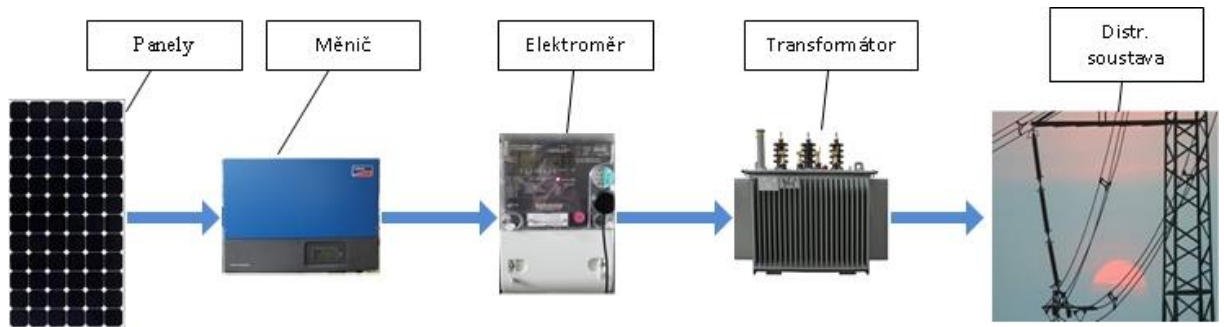 Panely
Měnič
Elektroměr
Transformátor
Distr.
soustava